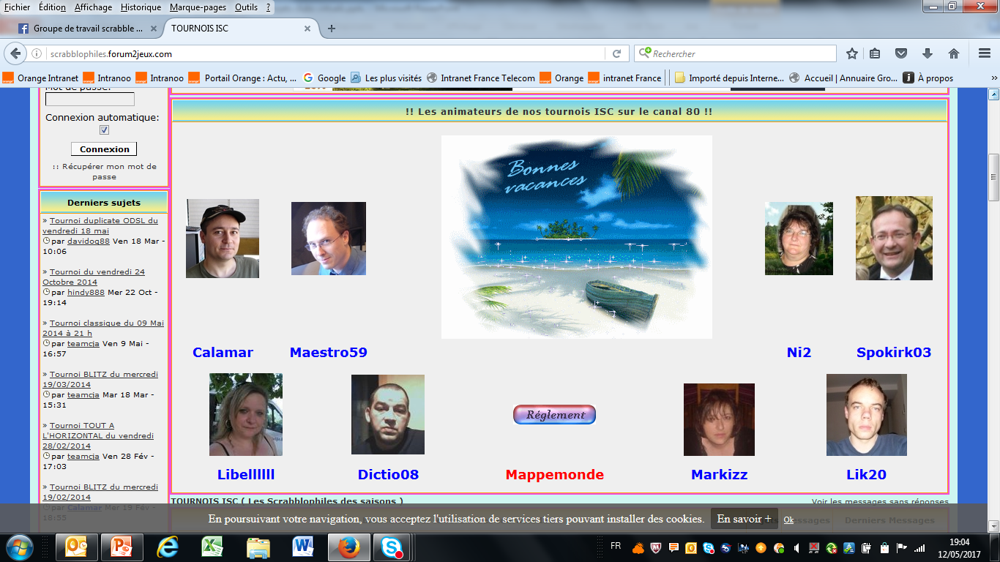 Fichier Édition Affichage Historique Marque-pages Outils ?
Groupe de travail scrabble ... × TOURNOIS ISC × +
scrabblophiles.forum2jeux.com
Rechercher
Orange Intranet Intranoo Intranoo Portail Orange : Actu, ... Google Les plus visités Intranet France Telecom Orange intranet France Importé depuis Interne... Accueil | Annuaire Gro... À propos »
Mot de passe:
Connexion automatique:
Connexion
:: Récupérer mon mot de
passe
Derniers sujets
» Tournoi duplicate ODSL du
vendredi 18 mai
par davidoq88 Ven 18 Mar -
10:06
» Tournoi du vendredi 24
Octobre 2014
par hindy888 Mer 22 Oct -
19:14
» Tournoi classique du 09 Mai
2014 à 21 h
par teamcja Ven 9 Mai -
16:57
» Tournoi BLITZ du mercredi
19/03/2014
par teamcja Mar 18 Mar -
15:31
» Tournoi TOUT A
L'HORIZONTAL du vendredi
28/02/2014
par teamcja Ven 28 Fév -
17:03
» Tournoi BLITZ du mercredi
19/02/2014
par Calamar Mer 19 Fév -
18:55
!! Les animateurs de nos tournois ISC sur le canal 80 !!
Bonnes
vacances
Calamar Maestro59 Ni2 Spokirk03
Réglement
Libellllll Dictio08 Mappemonde Markizz Lik20
TOURNOIS ISC ( Les Scrabblophiles des saisons ) Voir les messages sans réponses
Messages Derniers Messages
En poursuivant votre navigation, vous acceptez l'utilisation de services tiers pouvant installer des cookies. En savoir + Ok
FR
19:04
12/05/2017